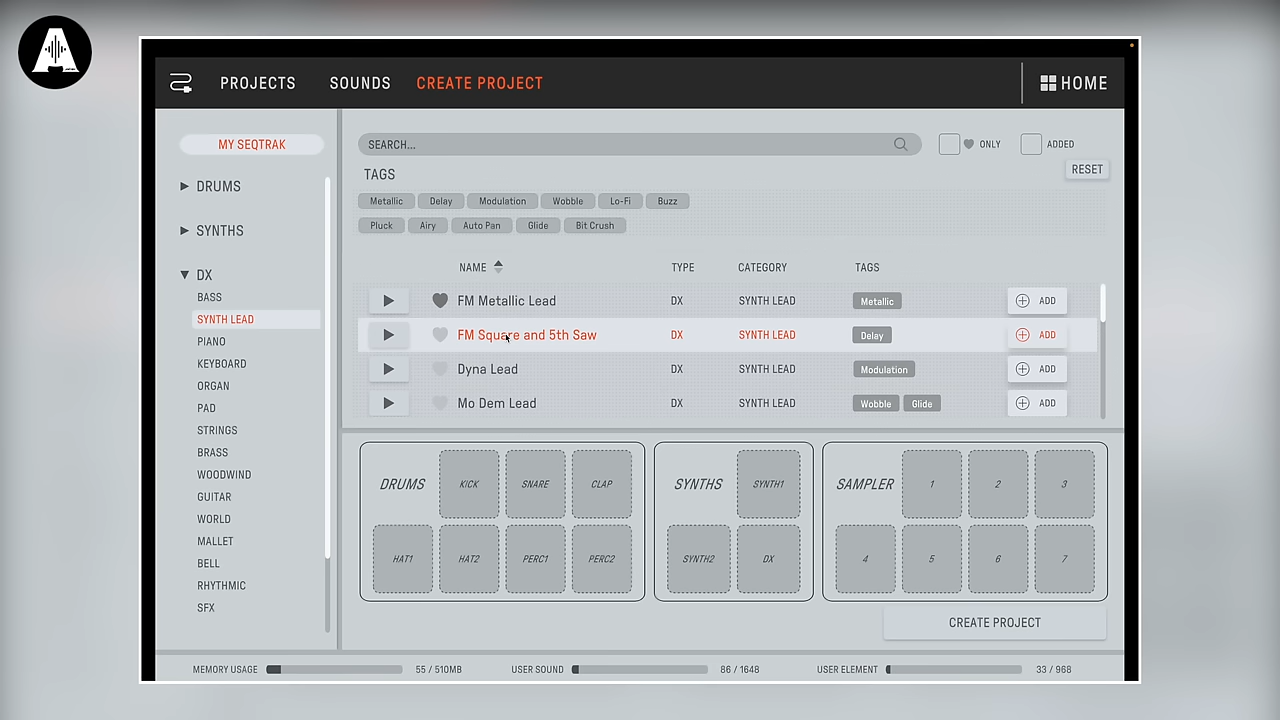 PROJECTS SOUNDS CREATE PROJECT HOME
MY SEQTRAK
DRUMS
SYNTHS
DX
BASS
SYNTH LEAD
PIANO
KEYBOARD
ORGAN
PAD
STRINGS
BRASS
WOODWIND
GUITAR
WORLD
MALLET
BELL
RHYTHMIC
SFX
SEARCH... ONLY ADDED
RESET
TAGS
Metallic Delay Modulation Wobble Lo-Fi Buzz
Pluck Airy Auto Pan Glide Bit Crush
NAME TYPE CATEGORY TAGS
FM Metallic Lead DX SYNTH LEAD Metallic ADD
FM Square and 5th Saw DX SYNTH LEAD Delay ADD
Dyna Lead DX SYNTH LEAD Modulation ADD
Mo Dem Lead DX SYNTH LEAD Wobble Glide ADD
DRUMS KICK SNARE CLAP
HAT1 HAT2 PERC1 PERC2
SYNTHS SYNTH1
SYNTH2 DX
SAMPLER 1 2 3
4 5 6 7
CREATE PROJECT
MEMORY USAGE 55 / 510MB USER SOUND 86 / 1648 USER ELEMENT 33 / 968